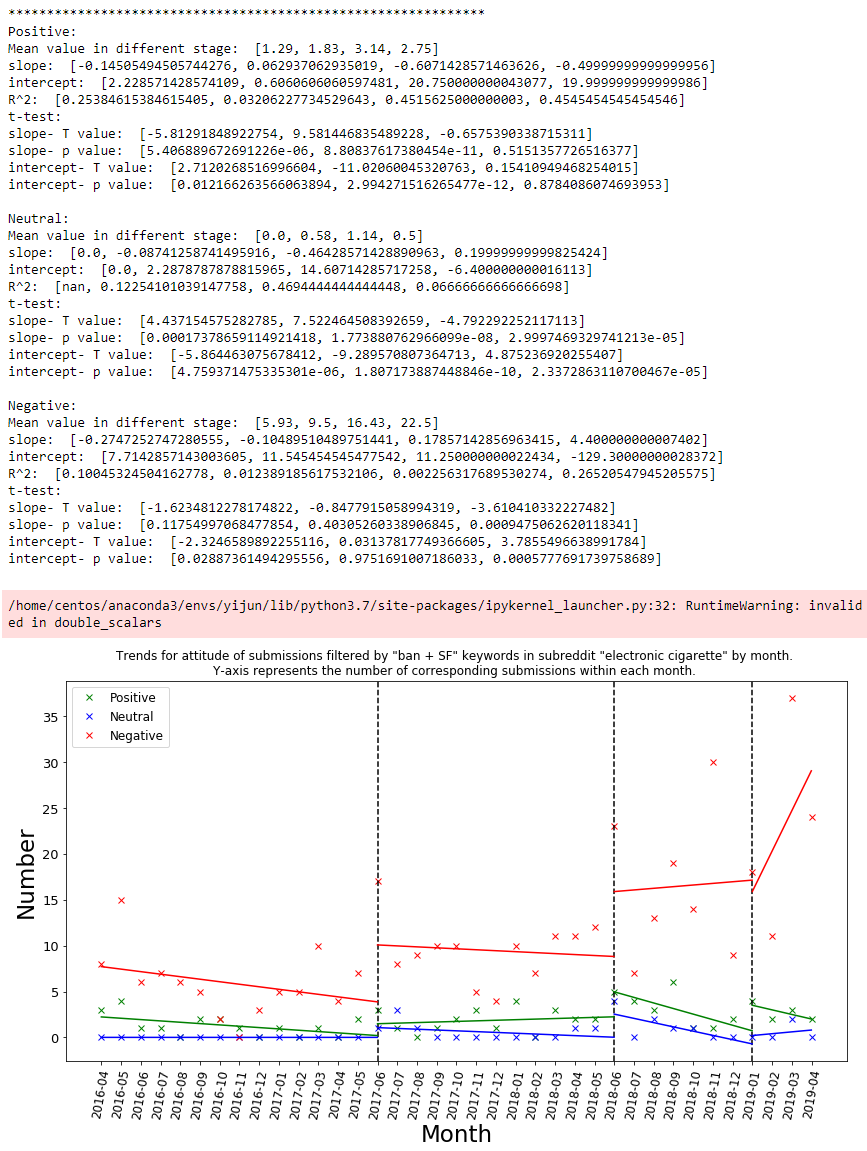 *************************************************************
Positive:
Mean value in different stage:  [1.29, 1.83, 3.14, 2.75]
slope:  [-0.14505494505744276, 0.062937062935019, -0.6071428571463626, -0.49999999999999956]
intercept:  [2.228571428574109, 0.6060606060597481, 20.750000000043077, 19.999999999999986]
R^2:  [0.25384615384615405, 0.03206227734529643, 0.4515625000000003, 0.4545454545454546]
t-test:
slope- T value:  [-5.81291848922754, 9.581446835489228, -0.6575390338715311]
slope- p value:  [5.406889672691226e-06, 8.80837617380454e-11, 0.5151357726516377]
intercept- T value:  [2.7120268516996604, -11.02060045320763, 0.15410949468254015]
intercept- p value:  [0.012166263566063894, 2.994271516265477e-12, 0.8784086074693953]
Neutral:
Mean value in different stage:  [0.0, 0.58, 1.14, 0.5]
slope:  [0.0, -0.08741258741495916, -0.46428571428890963, 0.19999999999825424]
intercept:  [0.0, 2.2878787878815965, 14.60714285717258, -6.400000000016113]
R^2:  [nan, 0.12254101039147758, 0.4694444444444448, 0.06666666666666698]
t-test:
slope- T value:  [4.437154575282785, 7.522464508392659, -4.792292252117113]
slope- p value:  [0.00017378659114921418, 1.773880762966099e-08, 2.9997469329741213e-05]
intercept- T value:  [-5.864463075678412, -9.289570807364713, 4.875236920255407]
intercept- p value:  [4.759371475335301e-06, 1.807173887448846e-10, 2.3372863110700467e-05]
Negative:
Mean value in different stage:  [5.93, 9.5, 16.43, 22.5]
slope:  [-0.2747252747280555, -0.10489510489751441, 0.17857142856963415, 4.400000000007402]
intercept:  [7.7142857143003605, 11.545454545477542, 11.250000000022434, -129.30000000028372]
R^2:  [0.10045324504162778, 0.012389185617532106, 0.002256317689530274, 0.26520547945205575]
t-test:
slope- T value:  [-1.6234812278174822, -0.8477915058994319, -3.610410332227482]
slope- p value:  [0.11754997068477854, 0.40305260338906845, 0.0009475062620118341]
intercept- T value:  [-2.3246589892255116, 0.03137817749366605, 3.7855496638991784]
intercept- p value:  [0.02887361494295556, 0.9751691007186033, 0.0005777691739758689]
/home/centos/anaconda3/envs/yijun/lib/python3.7/site-packages/ipykernel_launcher.py:32: RuntimeWarning: invalid
ed in double_scalars
Trends for attitude of submissions filtered by "ban + SF" keywords in subreddit "electronic cigarette" by month.
Y-axis represents the number of corresponding submissions within each month.
Positive
Neutral
Negative
35
30
25
20
15
10
5
0
Number
2016-04
2016-05
2016-06
2016-07
2016-08
2016-09
2016-10
2016-11
2016-12
2017-01
2017-02
2017-03
2017-04
2017-05
2017-06
2017-07
2017-08
2017-09
2017-10
2017-11
2017-12
2018-01
2018-02
2018-03
2018-04
2018-05
2018-06
2018-07
2018-08
2018-09
2018-10
2018-11
2018-12
2019-01
2019-02
2019-03
2019-04
Month